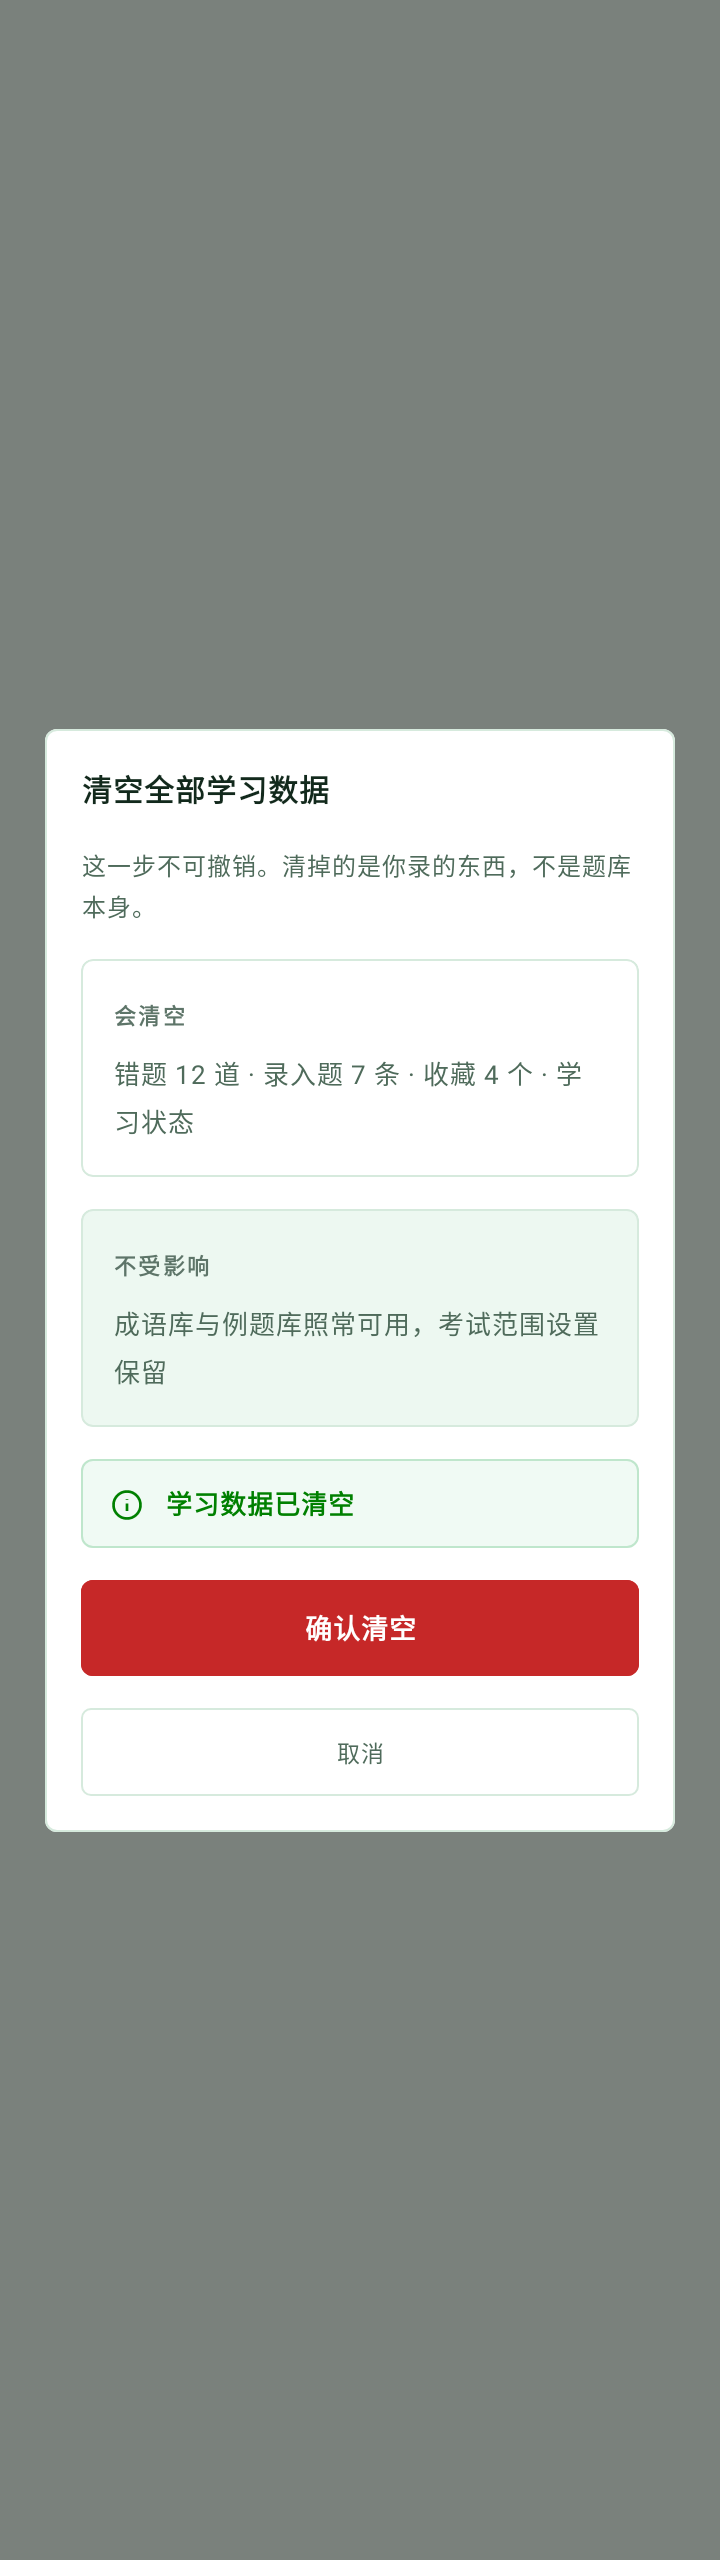 清空全部学习数据
这一步不可撤销。清掉的是你录的东西，不是题库
本身。
会清空
错题 12 道 · 录入题 7 条 · 收藏 4 个 · 学
习状态
不受影响
成语库与例题库照常可用，考试范围设置
保留
学习数据已清空
确认清空
取消